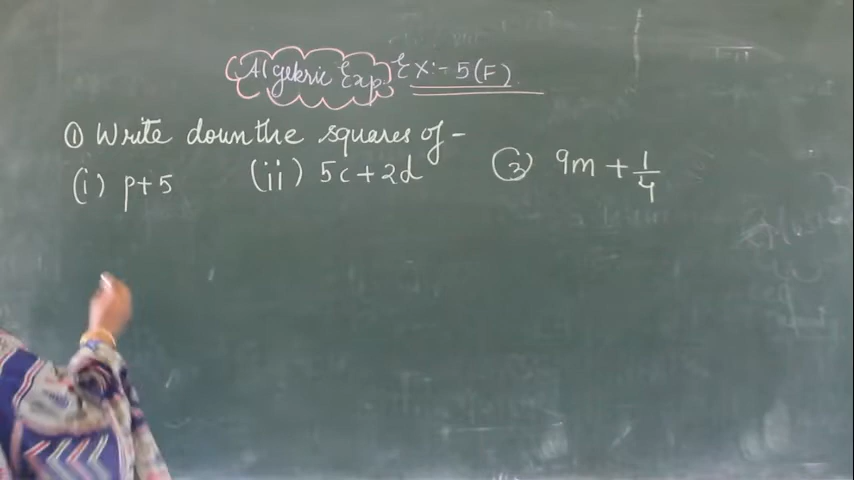 Algebric Exp. Ex:- 5(F)
① Write down the squares of -
(i) p+5 (ii) 5c+2d ③ 9m + 1/4